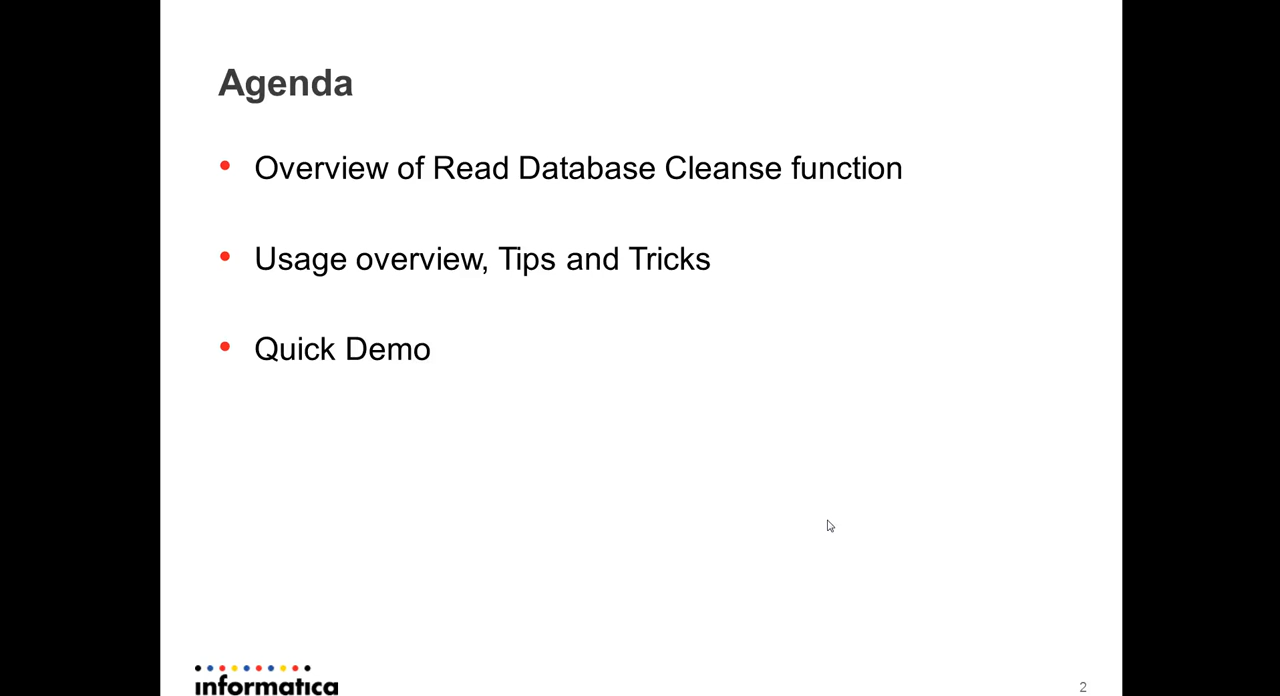 Agenda
• Overview of Read Database Cleanse function
• Usage overview, Tips and Tricks
• Quick Demo
informatica
2